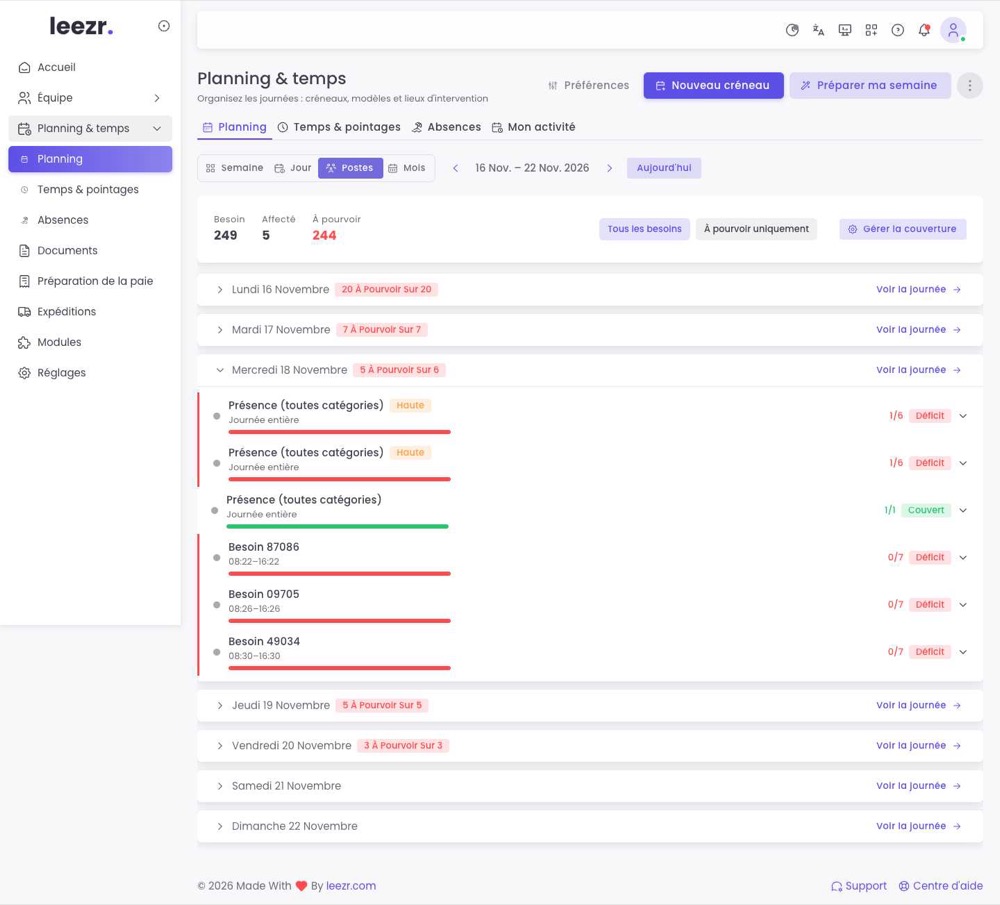 leezr.
Accueil
Équipe
Planning & temps
Planning
Temps & pointages
Absences
Documents
Préparation de la paie
Expéditions
Modules
Réglages
Planning & temps
Organisez les journées : créneaux, modèles et lieux d'intervention
Préférences
Nouveau créneau
Préparer ma semaine
Planning Temps & pointages Absences Mon activité
Semaine Jour Postes Mois 16 Nov. – 22 Nov. 2026 Aujourd'hui
Besoin Affecté À pourvoir
249 5 244
Tous les besoins À pourvoir uniquement Gérer la couverture
Lundi 16 Novembre 20 À Pourvoir Sur 20 Voir la journée
Mardi 17 Novembre 7 À Pourvoir Sur 7 Voir la journée
Mercredi 18 Novembre 5 À Pourvoir Sur 6 Voir la journée
Présence (toutes catégories) Haute
Journée entière
1/6 Déficit
Présence (toutes catégories) Haute
Journée entière
1/6 Déficit
Présence (toutes catégories)
Journée entière
1/1 Couvert
Besoin 87086
08:22–16:22
0/7 Déficit
Besoin 09705
08:26–16:26
0/7 Déficit
Besoin 49034
08:30–16:30
0/7 Déficit
Jeudi 19 Novembre 5 À Pourvoir Sur 5 Voir la journée
Vendredi 20 Novembre 3 À Pourvoir Sur 3 Voir la journée
Samedi 21 Novembre Voir la journée
Dimanche 22 Novembre Voir la journée
© 2026 Made With ❤ By leezr.com Support Centre d'aide